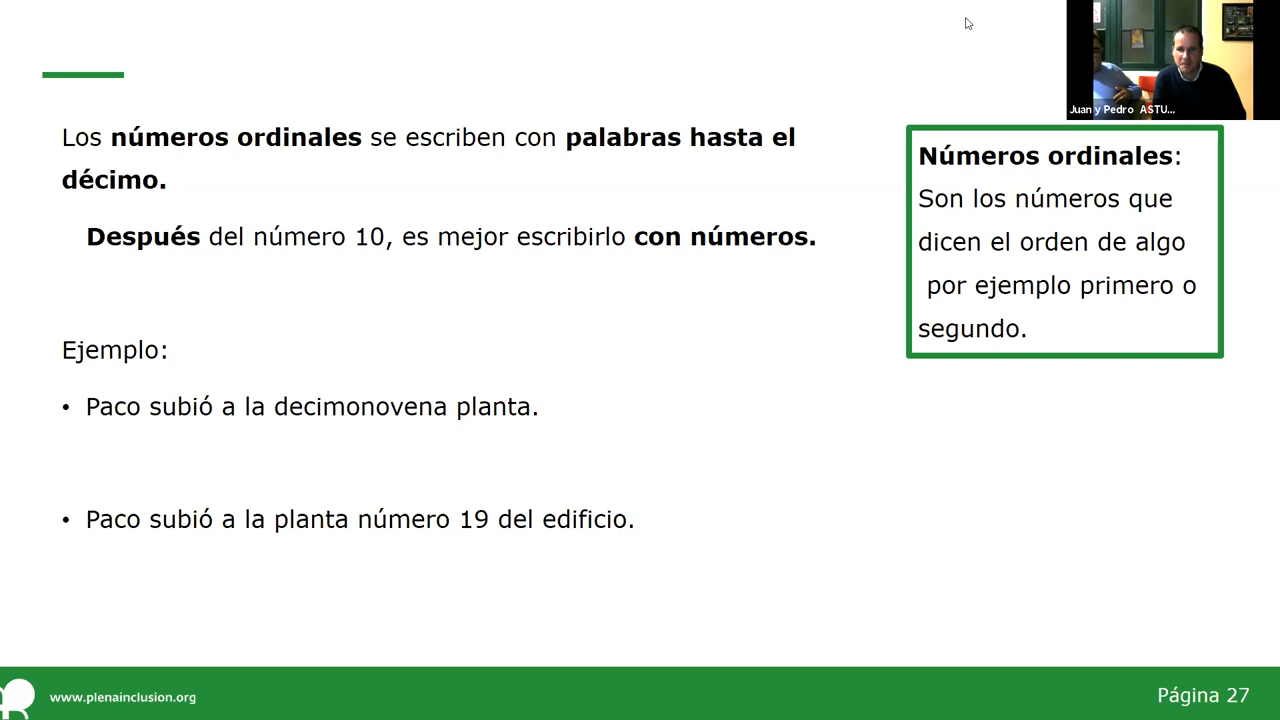 Los números ordinales se escriben con palabras hasta el
décimo.
Después del número 10, es mejor escribirlo con números.
Ejemplo:
• Paco subió a la decimonovena planta.
• Paco subió a la planta número 19 del edificio.
Números ordinales:
Son los números que
dicen el orden de algo
por ejemplo primero o
segundo.
Juan y Pedro ASTU...
www.plenainclusion.org
Página 27